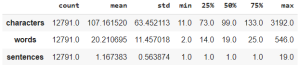 count mean std min 25% 50% 75% max
characters 12791.0 107.161520 63.452113 11.0 73.0 99.0 133.0 3192.0
words 12791.0 20.210695 11.457018 2.0 14.0 19.0 25.0 546.0
sentences 12791.0 1.167383 0.563874 1.0 1.0 1.0 1.0 19.0